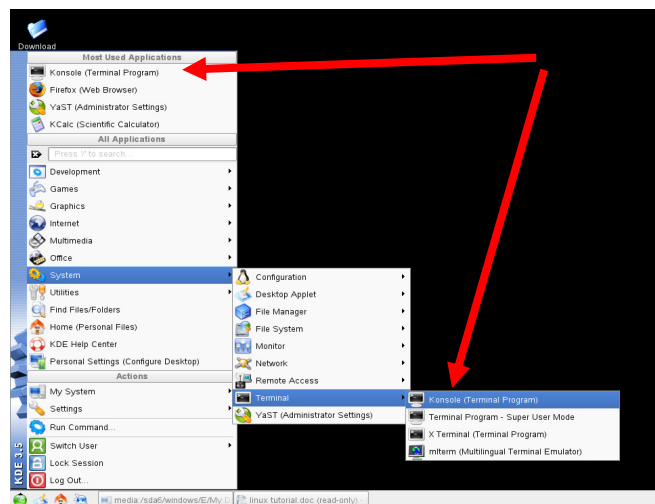 Download
Most Used Applications
Konsole (Terminal Program)
Firefox (Web Browser)
YaST (Administrator Settings)
KCalc (Scientific Calculator)
All Applications
Press '/' to search...
Development
Games
Graphics
Internet
Multimedia
Office
System
Utilities
Find Files/Folders
Home (Personal Files)
KDE Help Center
Personal Settings (Configure Desktop)
Actions
My System
Settings
Run Command...
Switch User
Lock Session
Log Out...
KDE 3.5
Configuration
Desktop Applet
File Manager
File System
Monitor
Network
Remote Access
Terminal
YaST (Administrator Settings)
Konsole (Terminal Program)
Terminal Program - Super User Mode
X Terminal (Terminal Program)
mlterm (Multilingual Terminal Emulator)
media:/sda6/windows/E/My D
linux tutorial.doc (read-only) -